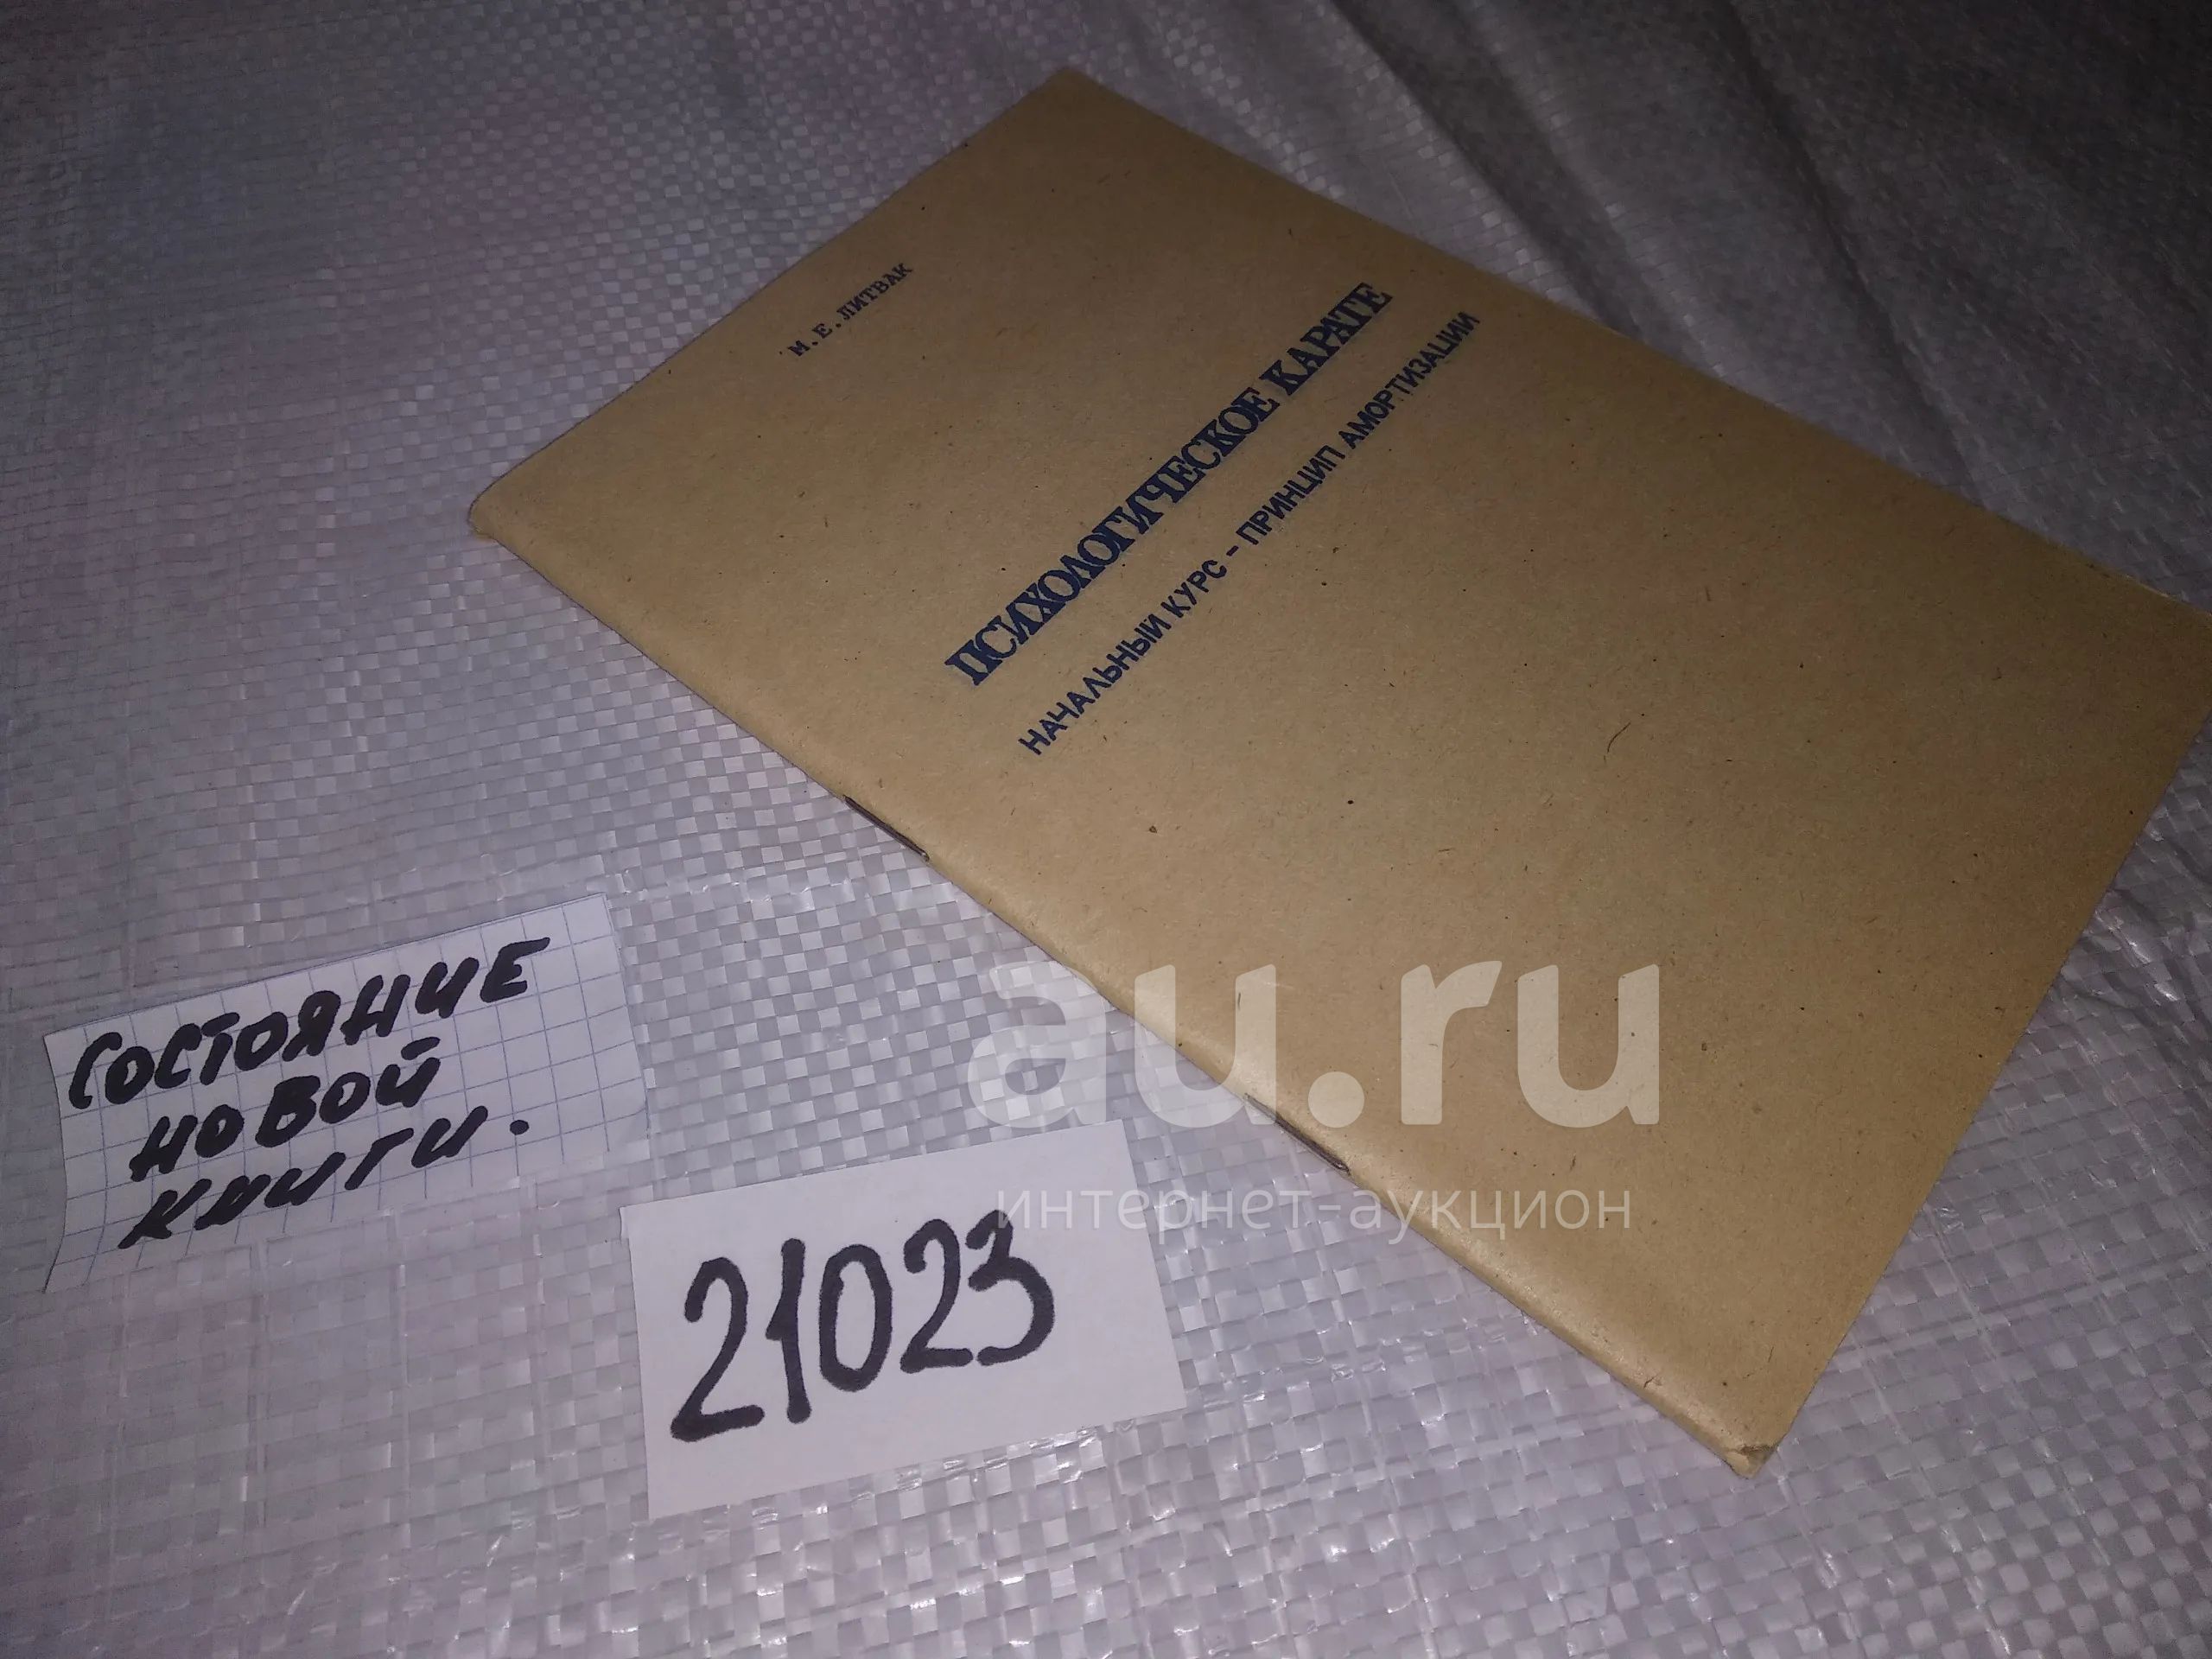 М.Е.ЛИТВАК
ПСИХОЛОГИЧЕСКОЕ КАРАТЕ
НАЧАЛЬНЫЙ КУРС - ПРИНЦИП АМОРТИЗАЦИИ
СОСТОЯНИЕ
НОВОЙ
КНИГИ.
21023
au.ru
интернет-аукцион